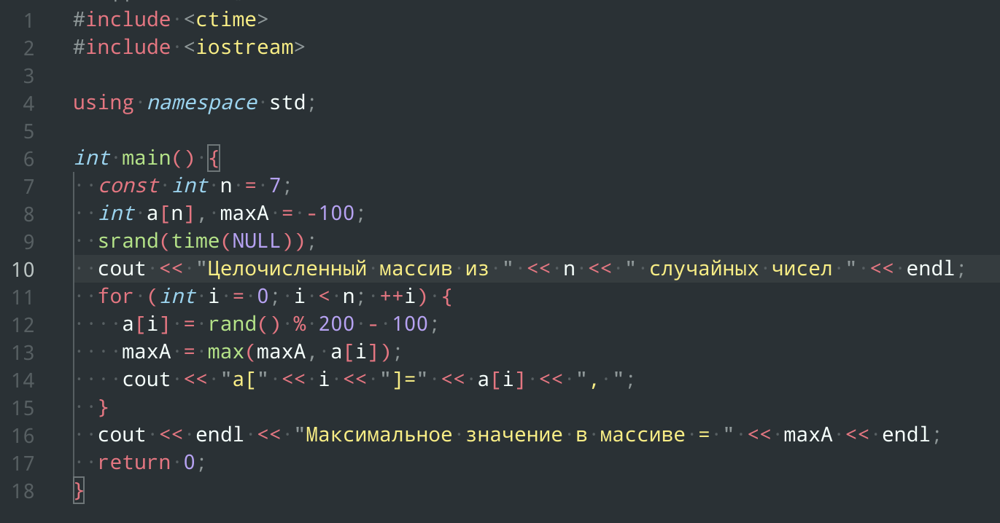 1 #include <ctime>
2 #include <iostream>
3
4 using namespace std;
5
6 int main() {
7   const int n = 7;
8   int a[n], maxA = -100;
9   srand(time(NULL));
10   cout << "Целочисленный массив из " << n << " случайных чисел " << endl;
11   for (int i = 0; i < n; ++i) {
12     a[i] = rand() % 200 - 100;
13     maxA = max(maxA, a[i]);
14     cout << "a[" << i << "]=" << a[i] << ", ";
15   }
16   cout << endl << "Максимальное значение в массиве = " << maxA << endl;
17   return 0;
18 }